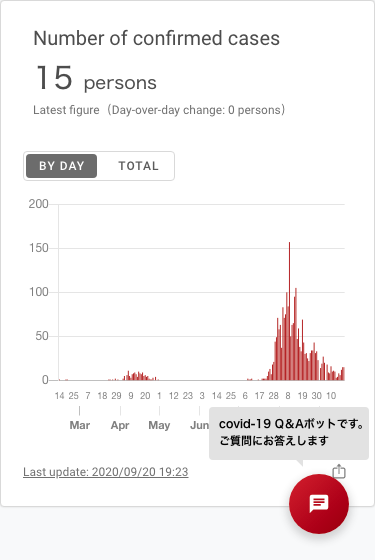 Number of confirmed cases
15 persons
Latest figure（Day-over-day change: 0 persons）
BY DAY TOTAL
200
150
100
50
0
14 25 7 18 29 9 20 1 12 23 3 14 25 6 17 28 8 19 30 10
Mar Apr May Jun
covid-19 Q&Aボットです。
ご質問にお答えします
Last update: 2020/09/20 19:23